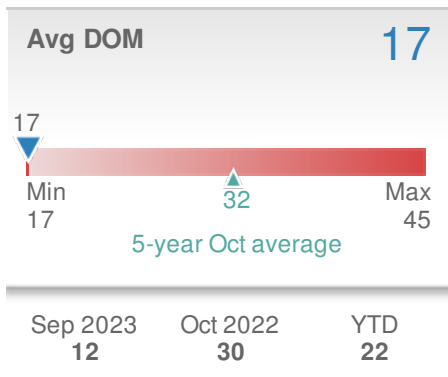 Avg DOM 17
17
Min Max
17 32 45
5-year Oct average
Sep 2023 Oct 2022 YTD
12 30 22